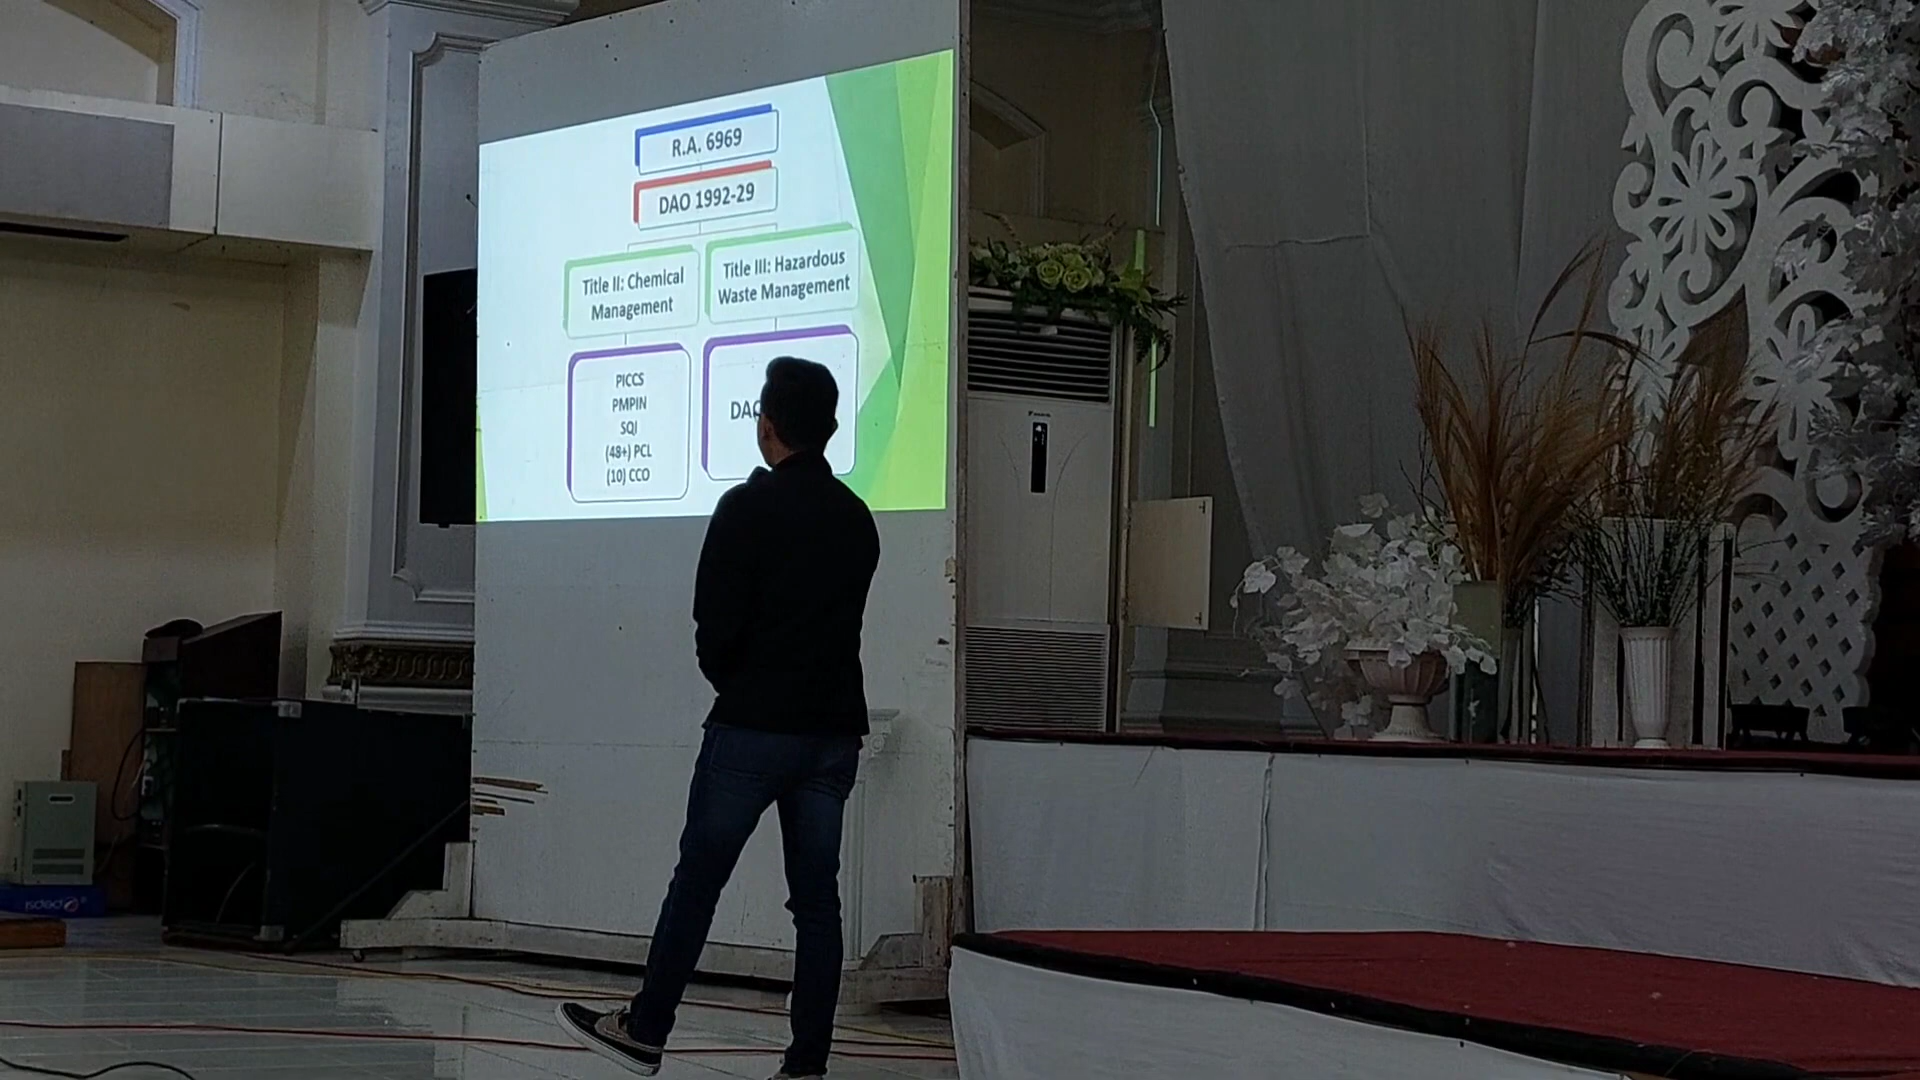 R.A. 6969
DAO 1992-29
Title II: Chemical
Management
Title III: Hazardous
Waste Management
PICCS
PMPIN
SQI
(48+) PCL
(10) CCO